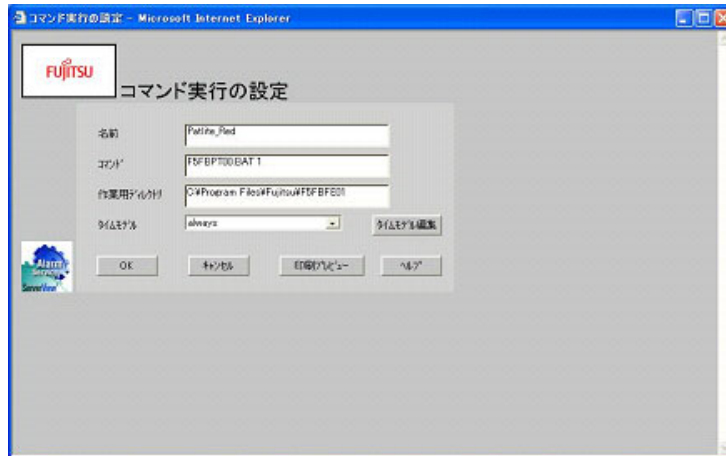 コマンド実行の設定 - Microsoft Internet Explorer
FUJITSU
コマンド実行の設定
名前 Patlite_Red
ｺﾏﾝﾄﾞ F5FBPT00.BAT 1
作業用ﾃﾞｨﾚｸﾄﾘ C:¥Program Files¥Fujitsu¥F5FBFE01
ﾀｲﾑﾓﾃﾞﾙ always ﾀｲﾑﾓﾃﾞﾙ編集
Alarm Service
OK ｷｬﾝｾﾙ 印刷ﾌﾟﾚﾋﾞｭｰ ﾍﾙﾌﾟ
ServerView